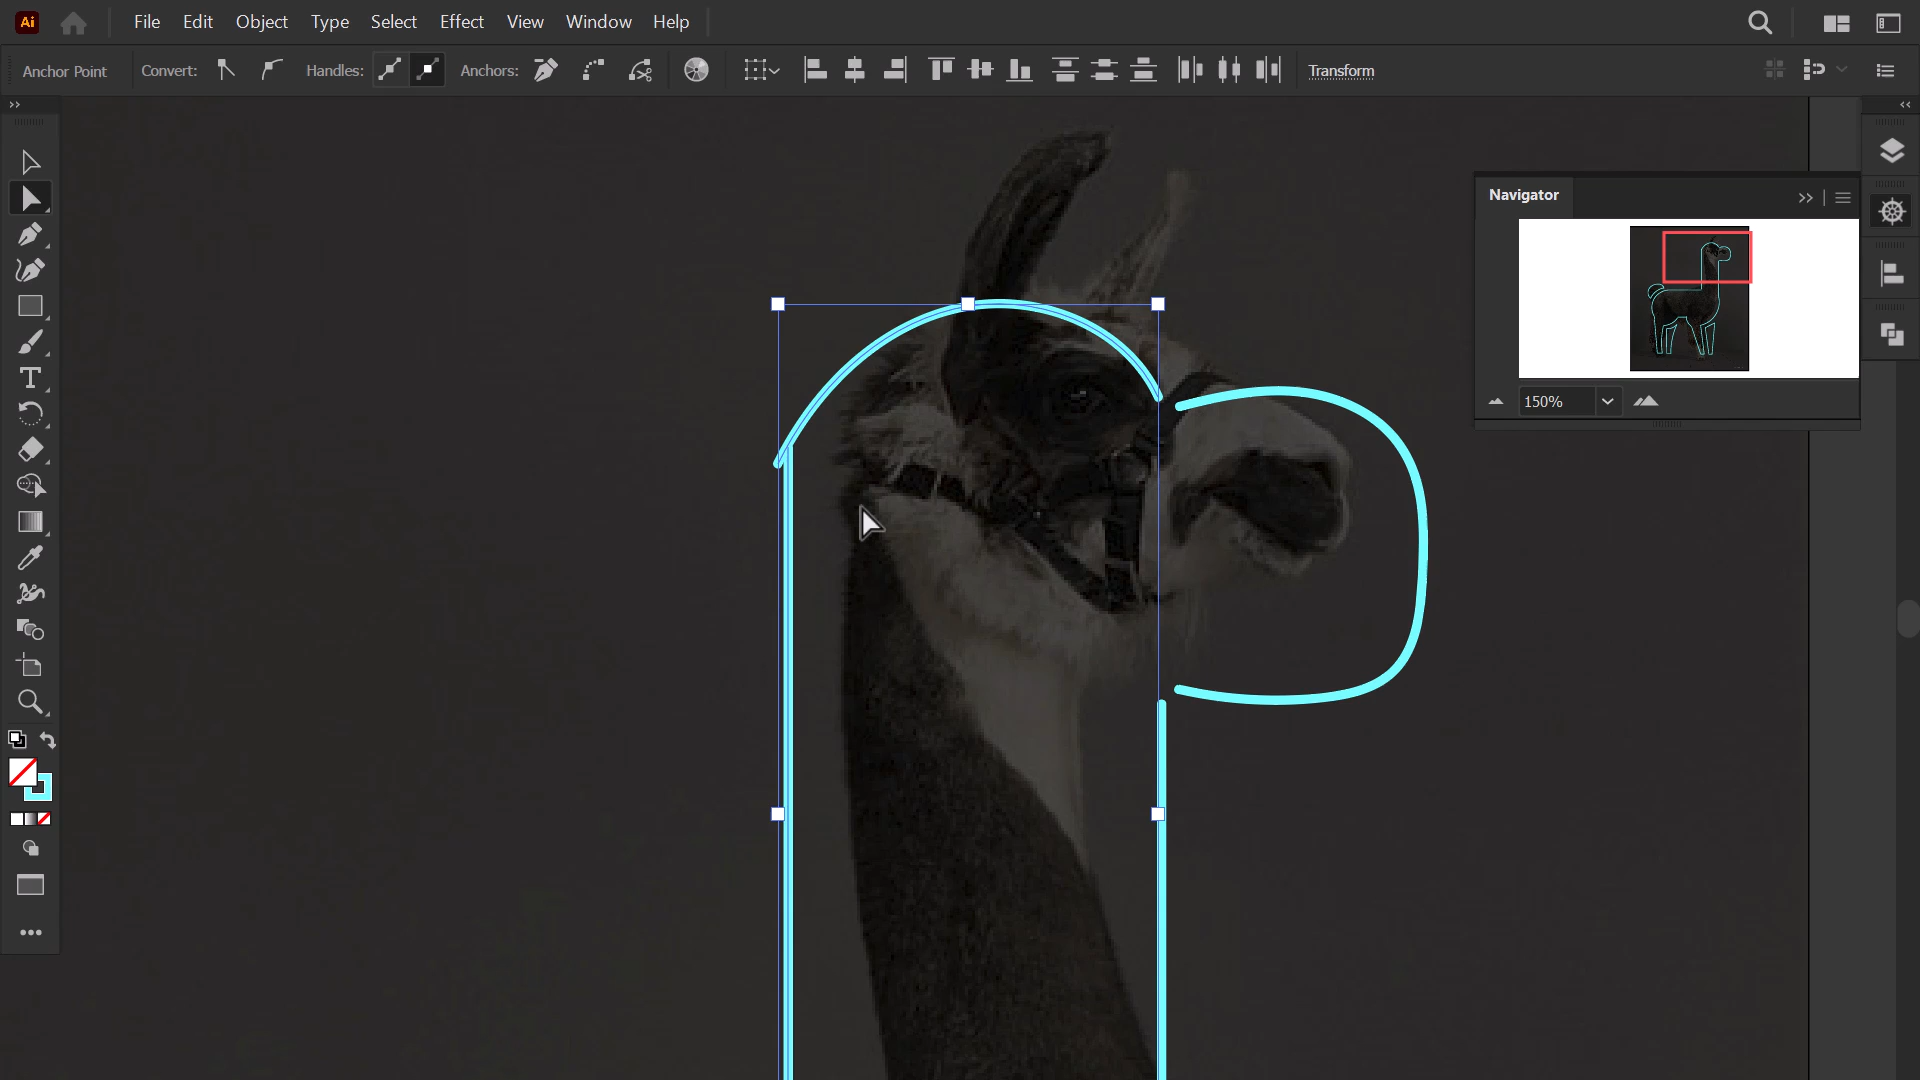 Ai File Edit Object Type Select Effect View Window Help
Anchor Point Convert: Handles: Anchors: Transform
Navigator
150%